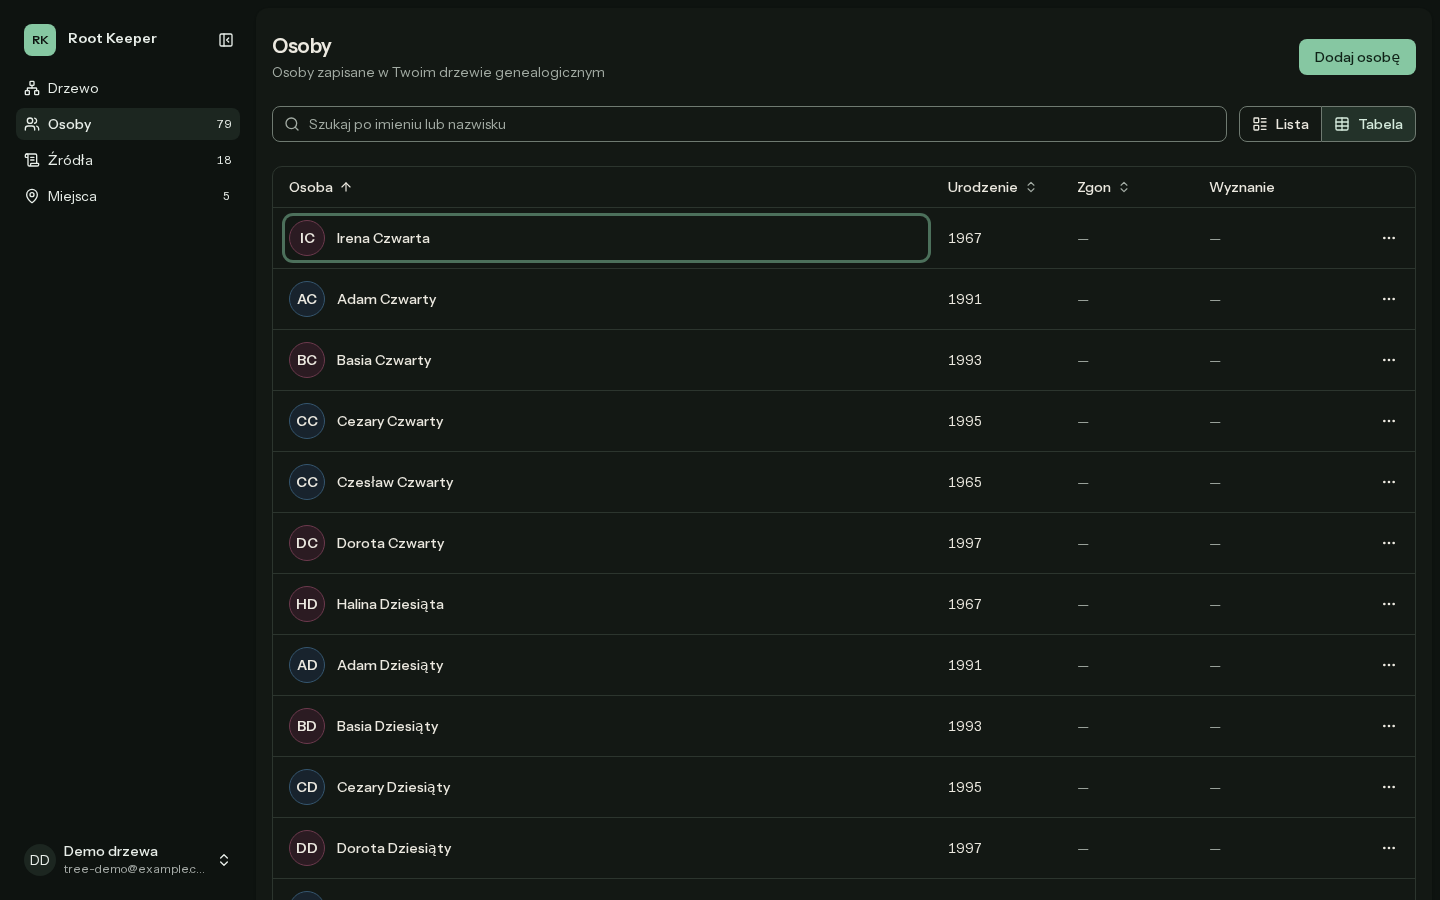 RK Root Keeper
Drzewo
Osoby 79
Źródła 18
Miejsca 5
DD Demo drzewa
tree-demo@example.c...
Osoby
Osoby zapisane w Twoim drzewie genealogicznym
Dodaj osobę
Szukaj po imieniu lub nazwisku
Lista
Tabela
Osoba Urodzenie Zgon Wyznanie
IC Irena Czwarta 1967 — —
AC Adam Czwarty 1991 — —
BC Basia Czwarty 1993 — —
CC Cezary Czwarty 1995 — —
CC Czesław Czwarty 1965 — —
DC Dorota Czwarty 1997 — —
HD Halina Dziesiąta 1967 — —
AD Adam Dziesiąty 1991 — —
BD Basia Dziesiąty 1993 — —
CD Cezary Dziesiąty 1995 — —
DD Dorota Dziesiąty 1997 — —